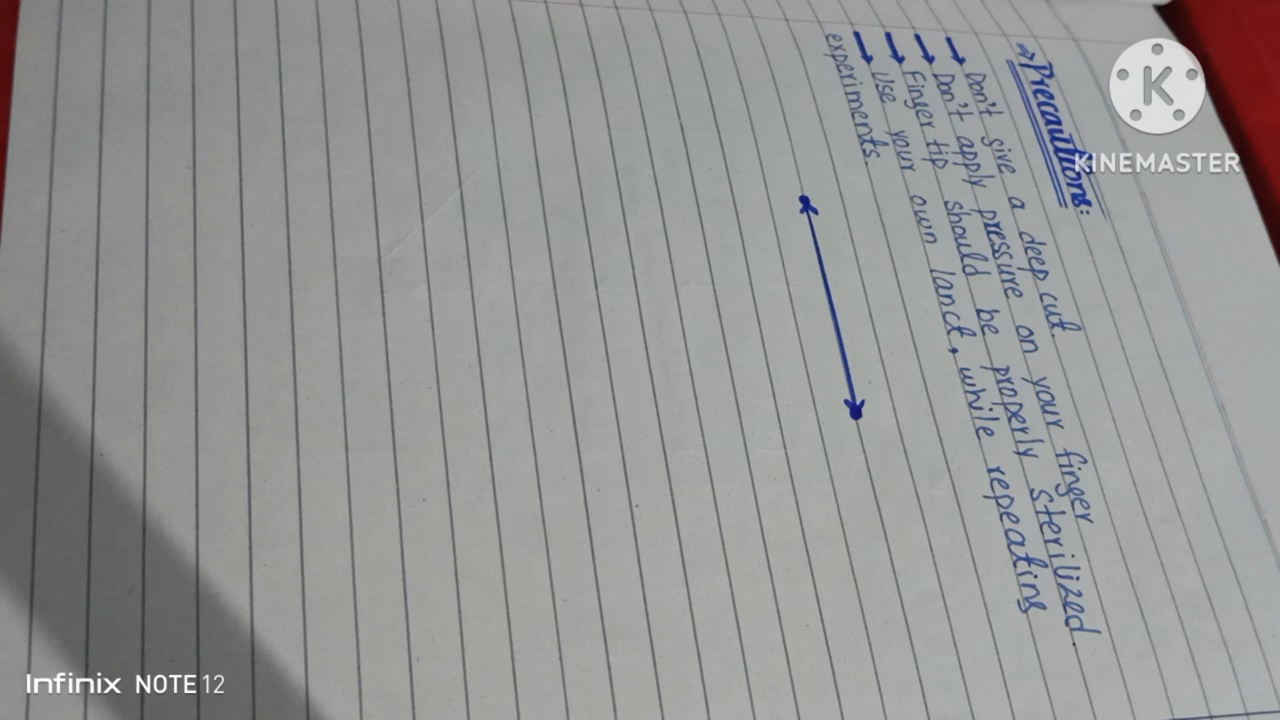 ⇒ Precautions:
→ Don't give a deep cut.
→ Don't apply pressure on your finger
→ Finger tip should be properly sterilized.
→ Use your own lanct, while repeating
experiments.
K
KINEMASTER
Infinix NOTE 12